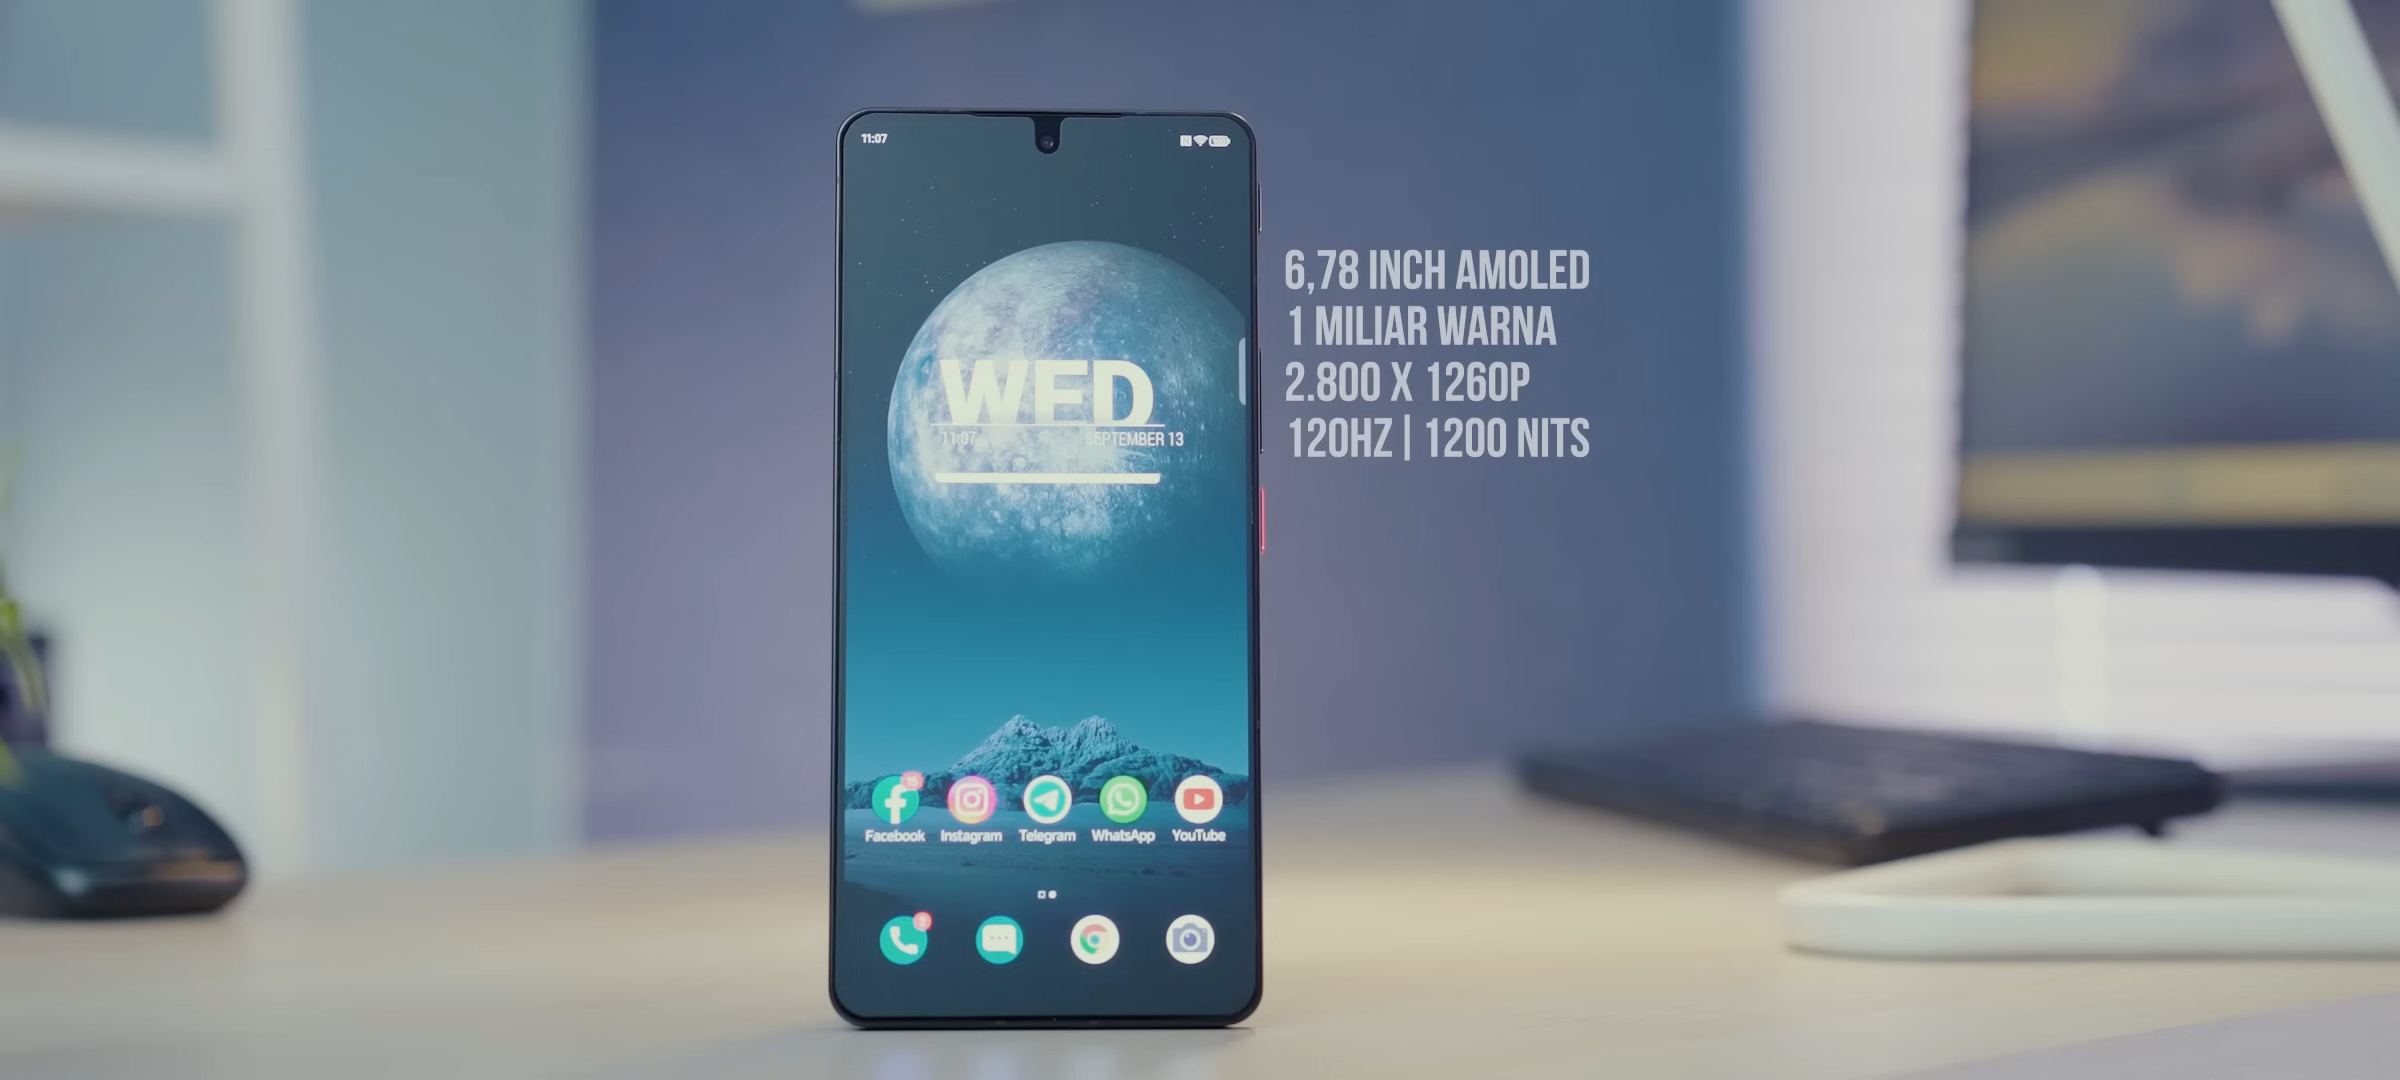 11:07
6,78 INCH AMOLED
1 MILIAR WARNA
2.800 X 1260P
120HZ | 1200 NITS
WED
11:07 SEPTEMBER 13
Facebook Instagram Telegram WhatsApp YouTube